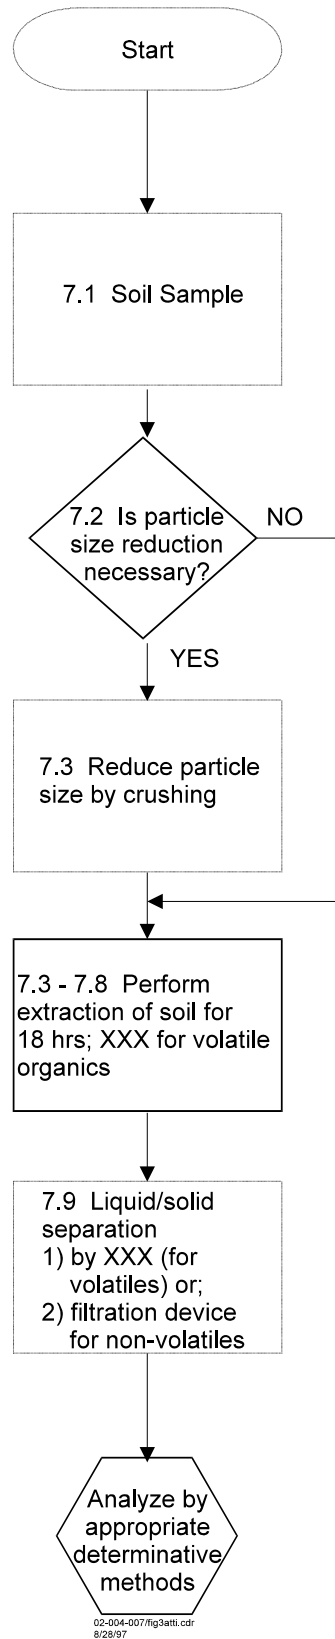 Start
7.1 Soil Sample
7.2 Is particle
size reduction
necessary?
NO
YES
7.3 Reduce particle
size by crushing
7.3 - 7.8 Perform
extraction of soil for
18 hrs; XXX for volatile
organics
7.9 Liquid/solid
separation
1) by XXX (for
volatiles) or;
2) filtration device
for non-volatiles
Analyze by
appropriate
determinative
methods
02-004-007/fig3atti.cdr
8/28/97